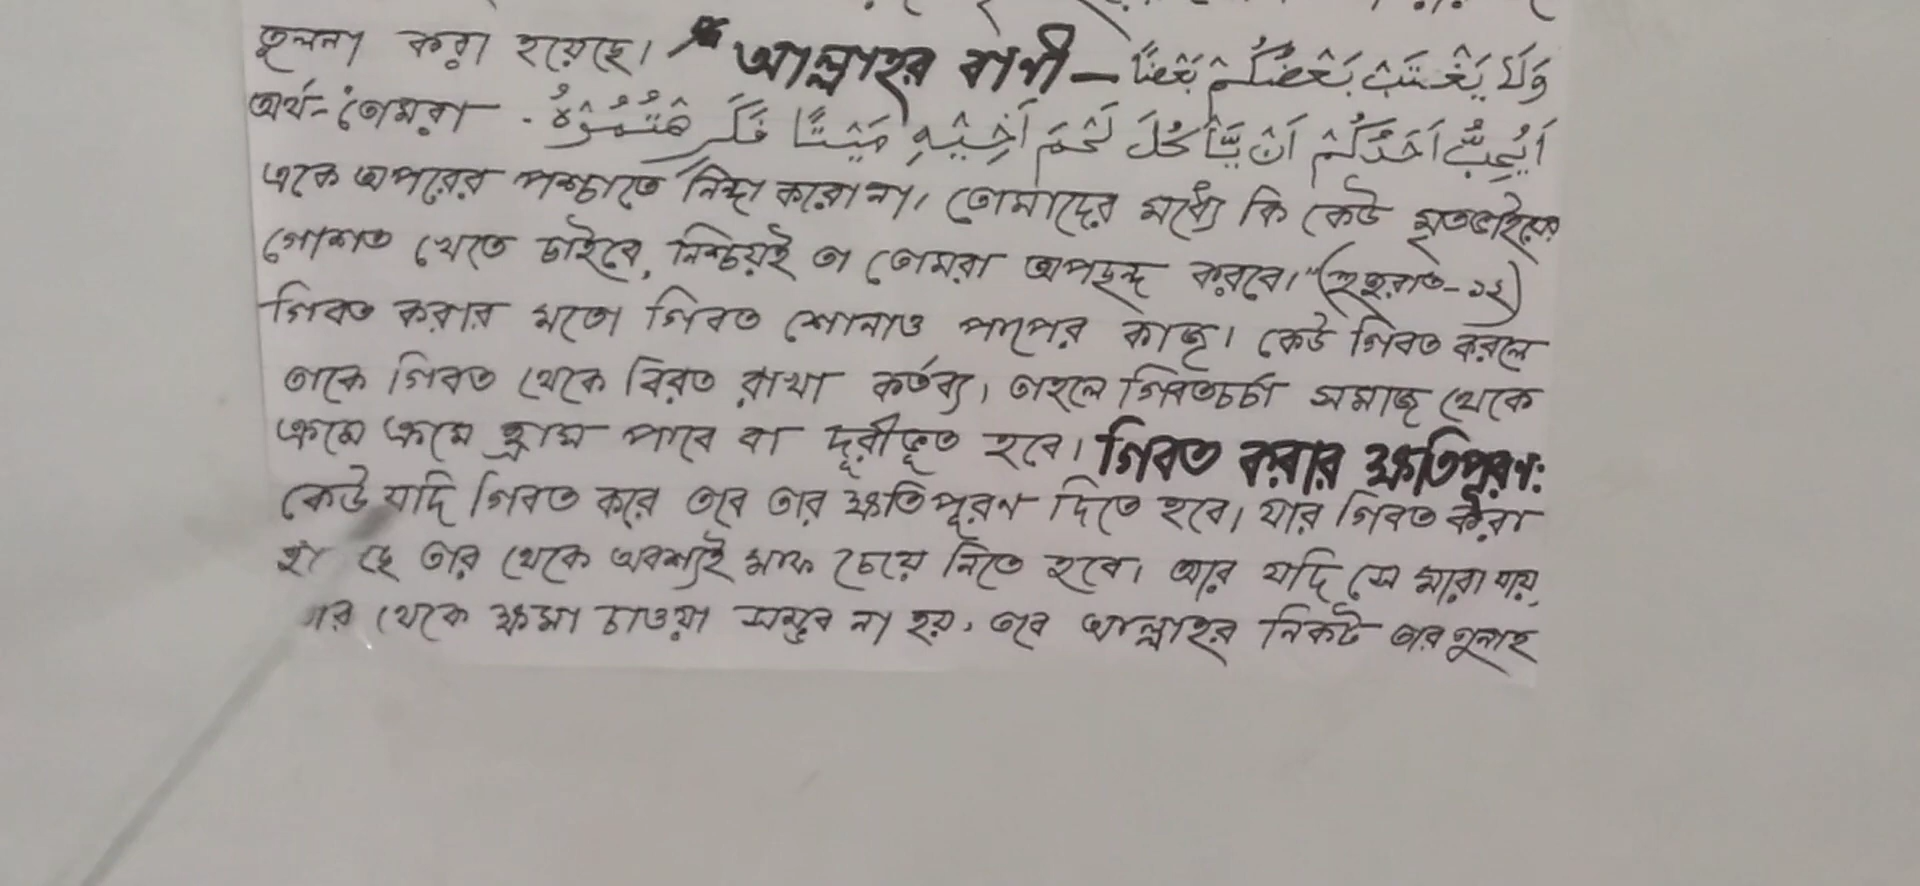 তুলনা করা হয়েছে। আল্লাহর বাণী— وَلَا يَغْتَبْ بَعْضُكُمْ بَعْضًا
اَيُحِبُّ اَحَدُكُمْ اَنْ يَّأْكُلَ لَحْمَ اَخِيْهِ مَيْتًا فَكَرِهْتُمُوْهُ . অর্থ-: তোমরা
একে অপরের পশ্চাতে নিন্দা করো না। তোমাদের মধ্যে কি কেউ মৃতভাইয়ের
গোশত খেতে চাইবে, নিশ্চয়ই তা তোমরা অপছন্দ করবে।" (হুজুরাত-১২)
গিবত করার মতো গিবত শোনাও পাপের কাজ। কেউ গিবত করলে
তাকে গিবত থেকে বিরত রাখা কর্তব্য। তাহলে গিবতচর্চা সমাজ থেকে
ক্রমে ক্রমে হ্রাস পাবে বা দূরীভূত হবে। গিবত করার ক্ষতিপূরণ:
কেউ যদি গিবত করে তবে তার ক্ষতিপূরণ দিতে হবে। যার গিবত করা
তার থেকে অবশ্যই মাফ চেয়ে নিতে হবে। আর যদি সে মারা যায়,
থেকে ক্ষমা চাওয়া সম্ভব না হয়, তবে আল্লাহর নিকট তার গুনাহ